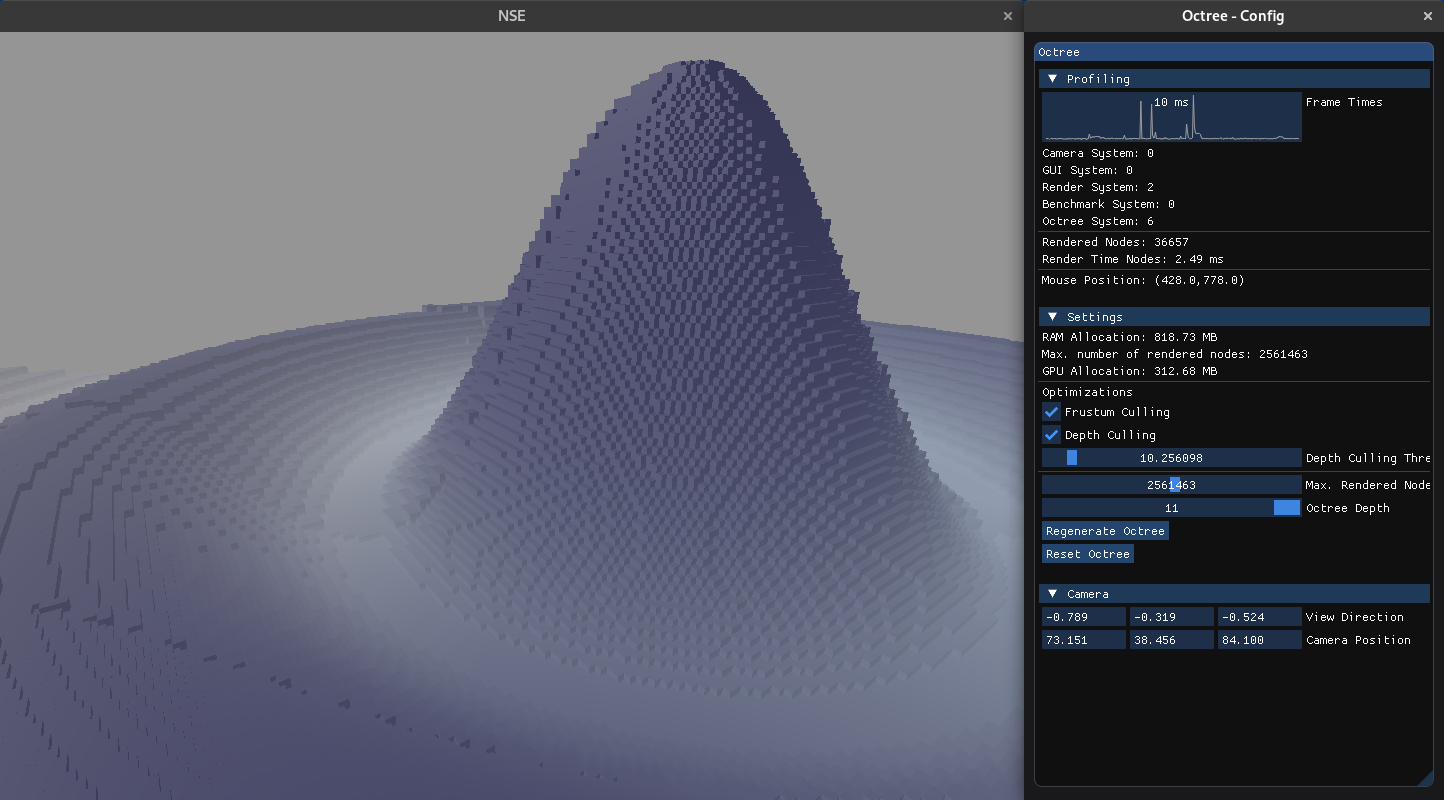 NSE
Octree - Config
Octree
Profiling
10 ms
Frame Times
Camera System: 0
GUI System: 0
Render System: 2
Benchmark System: 0
Octree System: 6
Rendered Nodes: 36657
Render Time Nodes: 2.49 ms
Mouse Position: (428.0,778.0)
Settings
RAM Allocation: 818.73 MB
Max. number of rendered nodes: 2561463
GPU Allocation: 312.68 MB
Optimizations
Frustum Culling
Depth Culling
10.256098 Depth Culling Thre
2561463 Max. Rendered Node
11 Octree Depth
Regenerate Octree
Reset Octree
Camera
-0.789 -0.319 -0.524 View Direction
73.151 38.456 84.100 Camera Position